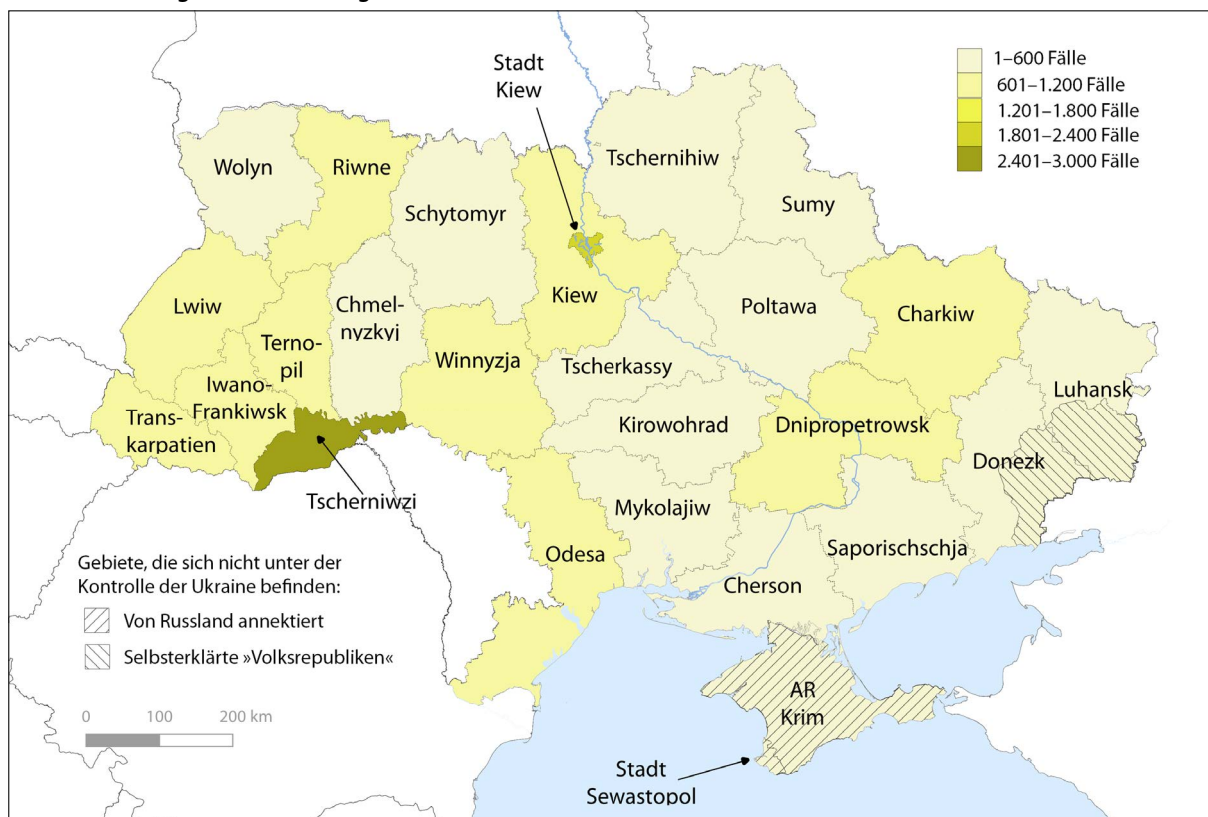 Stadt
Kiew
1–600 Fälle
601–1.200 Fälle
1.201–1.800 Fälle
1.801–2.400 Fälle
2.401–3.000 Fälle
Wolyn
Riwne
Schytomyr
Tschernihiw
Sumy
Lwiw
Terno-
pil
Chmel-
nyzkyj
Kiew
Poltawa
Charkiw
Winnyzja
Tscherkassy
Luhansk
Iwano-
Frankiwsk
Trans-
karpatien
Kirowohrad
Dnipropetrowsk
Donezk
Tscherniwzi
Mykolajiw
Odesa
Saporischschja
Cherson
Gebiete, die sich nicht unter der
Kontrolle der Ukraine befinden:
Von Russland annektiert
Selbsterklärte »Volksrepubliken«
0 100 200 km
AR
Krim
Stadt
Sewastopol